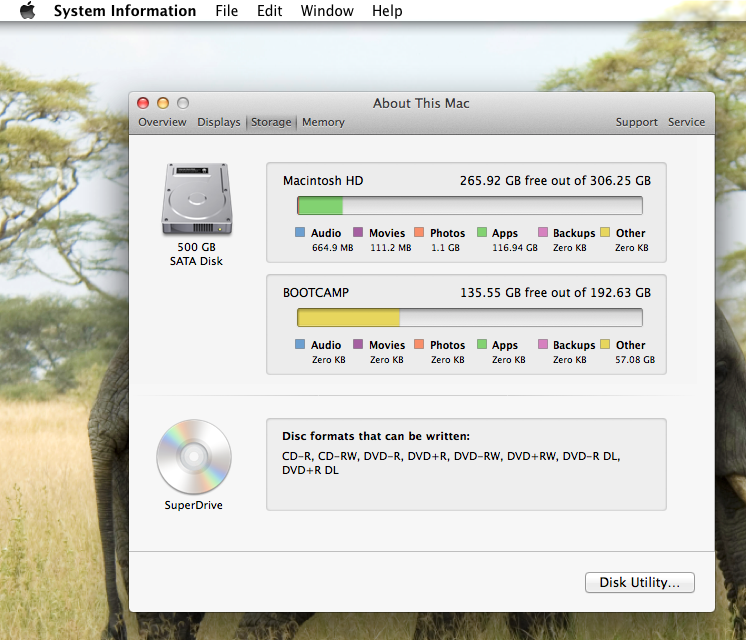 System Information File Edit Window Help
About This Mac
Overview Displays Storage Memory Support Service
500 GB
SATA Disk
Macintosh HD 265.92 GB free out of 306.25 GB
Audio Movies Photos Apps Backups Other
664.9 MB 111.2 MB 1.1 GB 116.94 GB Zero KB Zero KB
BOOTCAMP 135.55 GB free out of 192.63 GB
Audio Movies Photos Apps Backups Other
Zero KB Zero KB Zero KB Zero KB Zero KB 57.08 GB
SuperDrive
Disc formats that can be written:
CD-R, CD-RW, DVD-R, DVD+R, DVD-RW, DVD+RW, DVD-R DL,
DVD+R DL
Disk Utility...